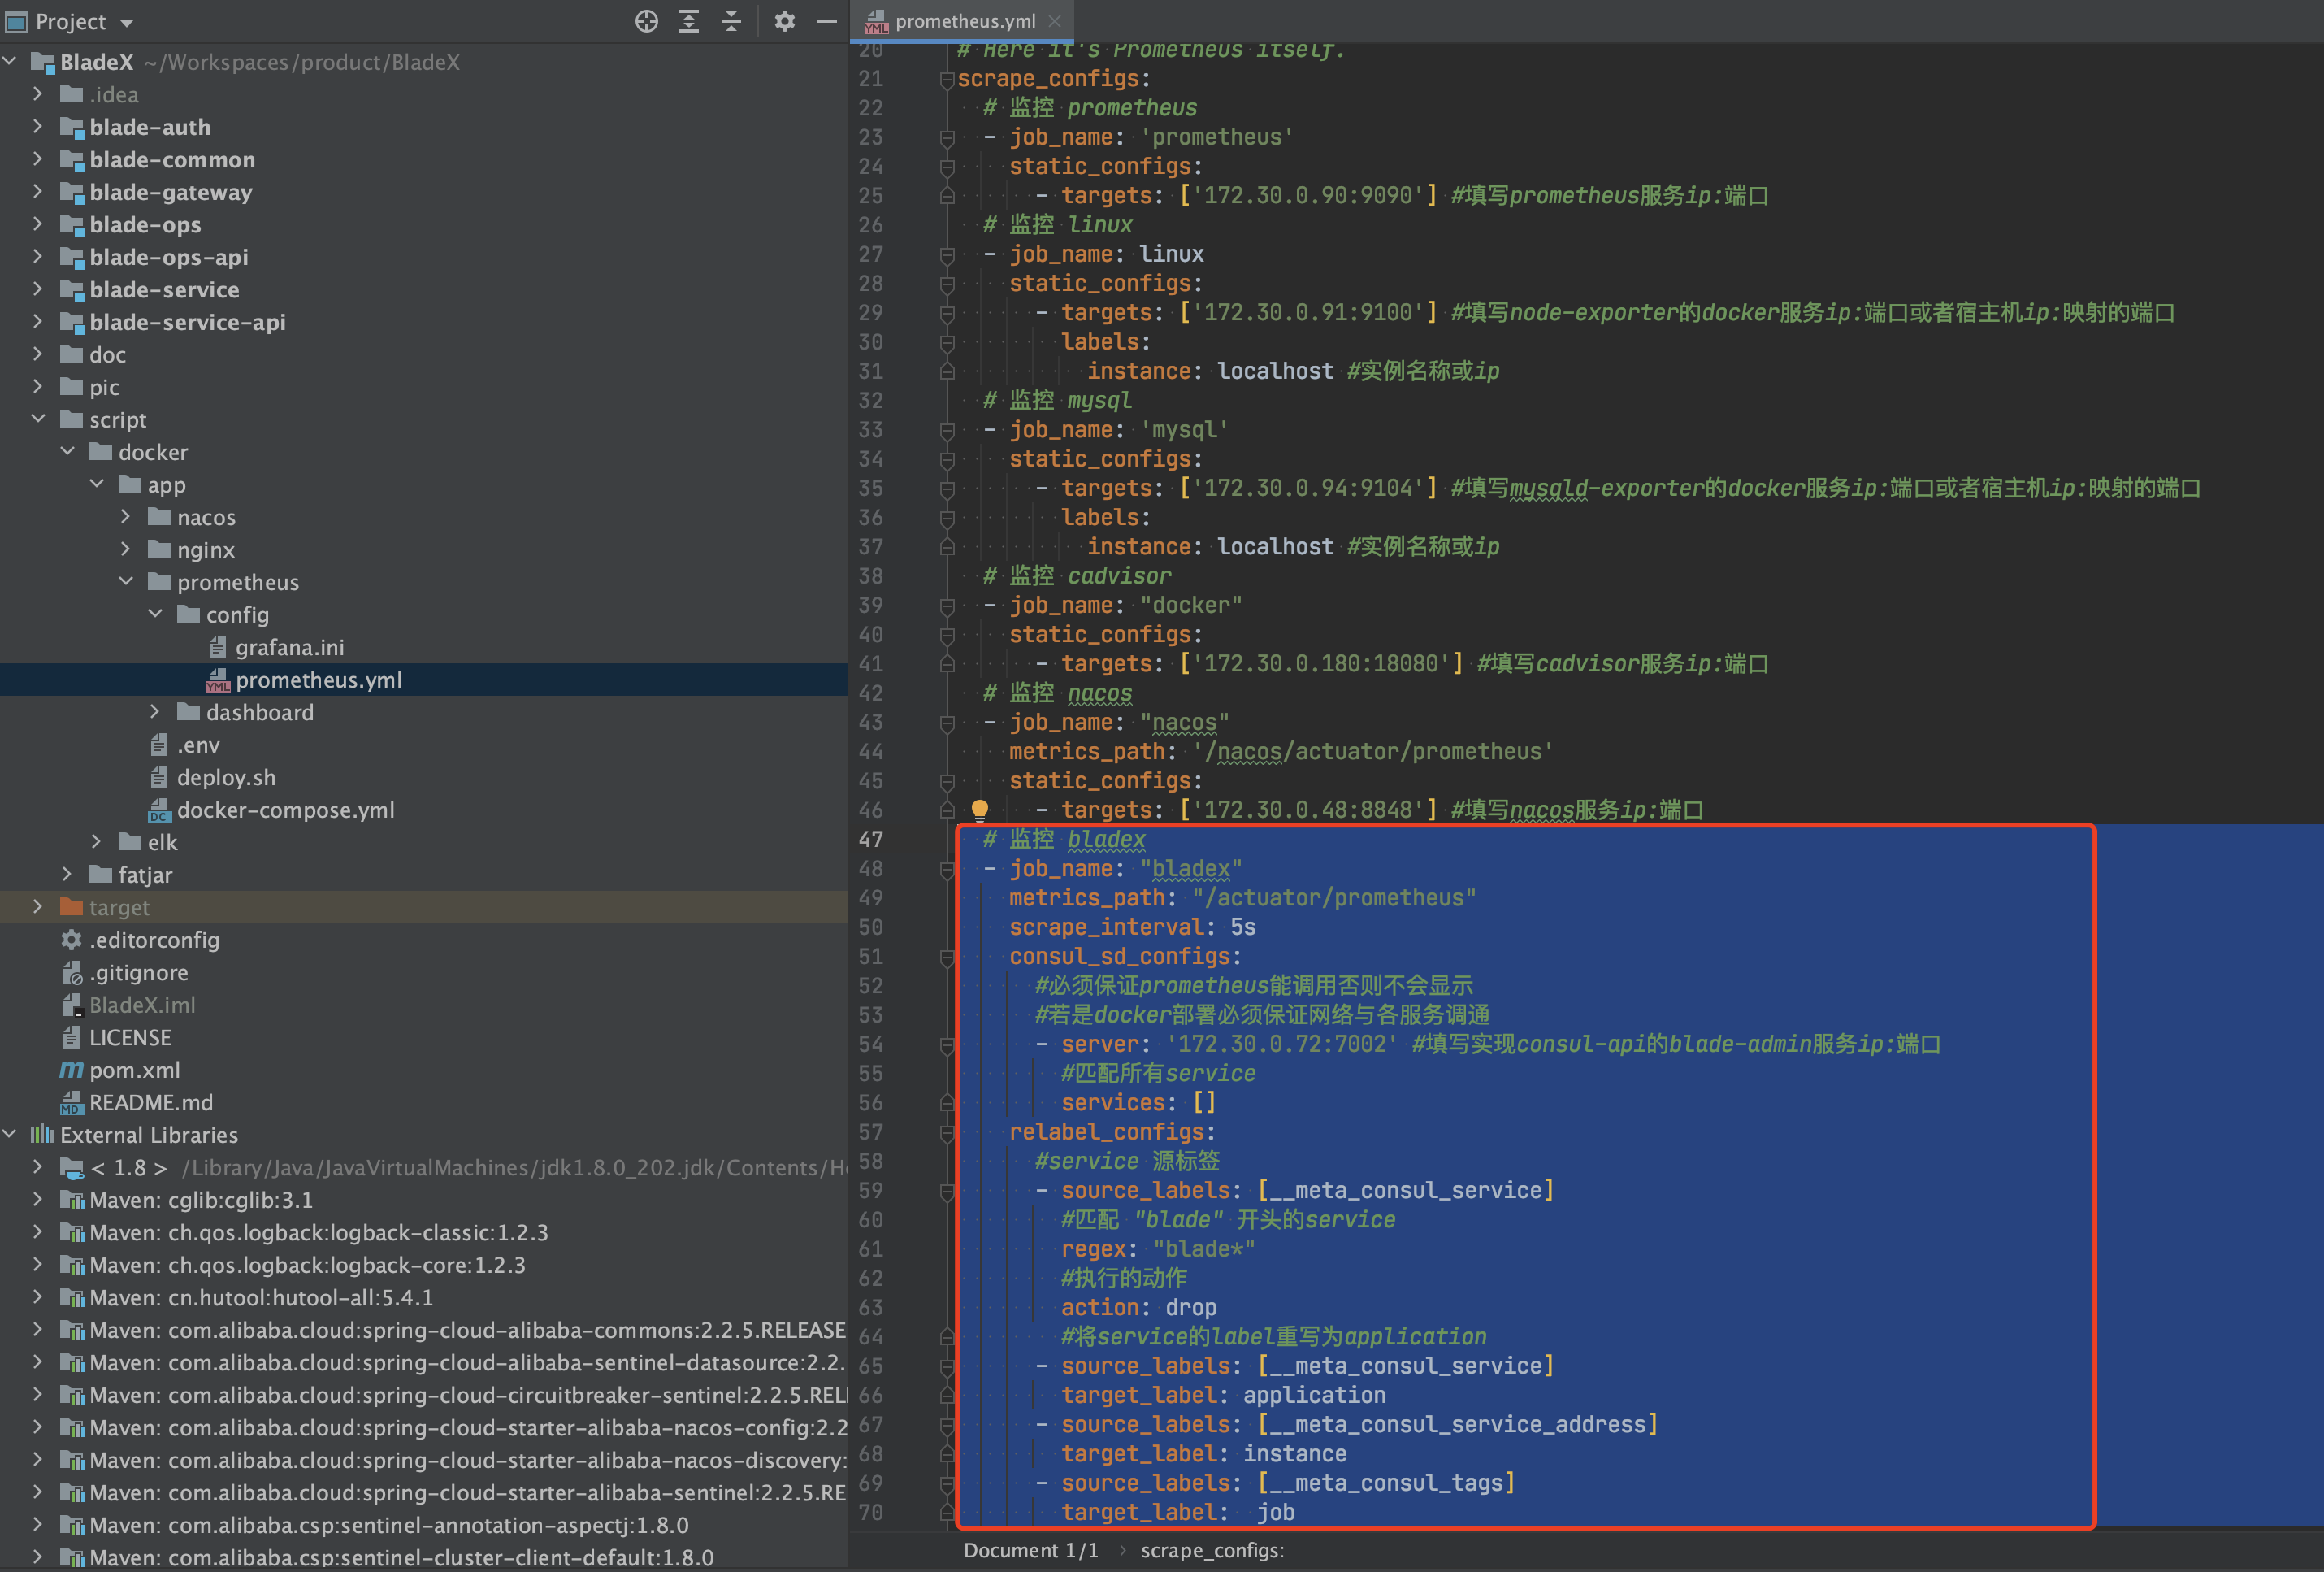 Project
BladeX ~/Workspaces/product/BladeX
.idea
blade-auth
blade-common
blade-gateway
blade-ops
blade-ops-api
blade-service
blade-service-api
doc
pic
script
docker
app
nacos
nginx
prometheus
config
grafana.ini
prometheus.yml
dashboard
.env
deploy.sh
docker-compose.yml
elk
fatjar
target
.editorconfig
.gitignore
BladeX.iml
LICENSE
pom.xml
README.md
External Libraries
< 1.8 > /Library/Java/JavaVirtualMachines/jdk1.8.0_202.jdk/Contents/H
Maven: cglib:cglib:3.1
Maven: ch.qos.logback:logback-classic:1.2.3
Maven: ch.qos.logback:logback-core:1.2.3
Maven: cn.hutool:hutool-all:5.4.1
Maven: com.alibaba.cloud:spring-cloud-alibaba-commons:2.2.5.RELEASE
Maven: com.alibaba.cloud:spring-cloud-alibaba-sentinel-datasource:2.2.
Maven: com.alibaba.cloud:spring-cloud-circuitbreaker-sentinel:2.2.5.REL
Maven: com.alibaba.cloud:spring-cloud-starter-alibaba-nacos-config:2.2
Maven: com.alibaba.cloud:spring-cloud-starter-alibaba-nacos-discovery:
Maven: com.alibaba.cloud:spring-cloud-starter-alibaba-sentinel:2.2.5.RE
Maven: com.alibaba.csp:sentinel-annotation-aspectj:1.8.0
Maven: com.alibaba.csp:sentinel-cluster-client-default:1.8.0
prometheus.yml
20 # Here it's Prometheus itself.
21 scrape_configs:
22 # 监控 prometheus
23 - job_name: 'prometheus'
24 static_configs:
25 - targets: ['172.30.0.90:9090'] #填写prometheus服务ip:端口
26 # 监控 linux
27 - job_name: linux
28 static_configs:
29 - targets: ['172.30.0.91:9100'] #填写node-exporter的docker服务ip:端口或者宿主机ip:映射的端口
30 labels:
31 instance: localhost #实例名称或ip
32 # 监控 mysql
33 - job_name: 'mysql'
34 static_configs:
35 - targets: ['172.30.0.94:9104'] #填写mysqld-exporter的docker服务ip:端口或者宿主机ip:映射的端口
36 labels:
37 instance: localhost #实例名称或ip
38 # 监控 cadvisor
39 - job_name: "docker"
40 static_configs:
41 - targets: ['172.30.0.180:18080'] #填写cadvisor服务ip:端口
42 # 监控 nacos
43 - job_name: "nacos"
44 metrics_path: '/nacos/actuator/prometheus'
45 static_configs:
46 - targets: ['172.30.0.48:8848'] #填写nacos服务ip:端口
47 # 监控 bladex
48 - job_name: "bladex"
49 metrics_path: "/actuator/prometheus"
50 scrape_interval: 5s
51 consul_sd_configs:
52 #必须保证prometheus能调用否则不会显示
53 #若是docker部署必须保证网络与各服务调通
54 - server: '172.30.0.72:7002' #填写实现consul-api的blade-admin服务ip:端口
55 #匹配所有service
56 services: []
57 relabel_configs:
58 #service 源标签
59 - source_labels: [__meta_consul_service]
60 #匹配 "blade" 开头的service
61 regex: "blade*"
62 #执行的动作
63 action: drop
64 #将service的label重写为application
65 - source_labels: [__meta_consul_service]
66 target_label: application
67 - source_labels: [__meta_consul_service_address]
68 target_label: instance
69 - source_labels: [__meta_consul_tags]
70 target_label: job
Document 1/1 › scrape_configs: